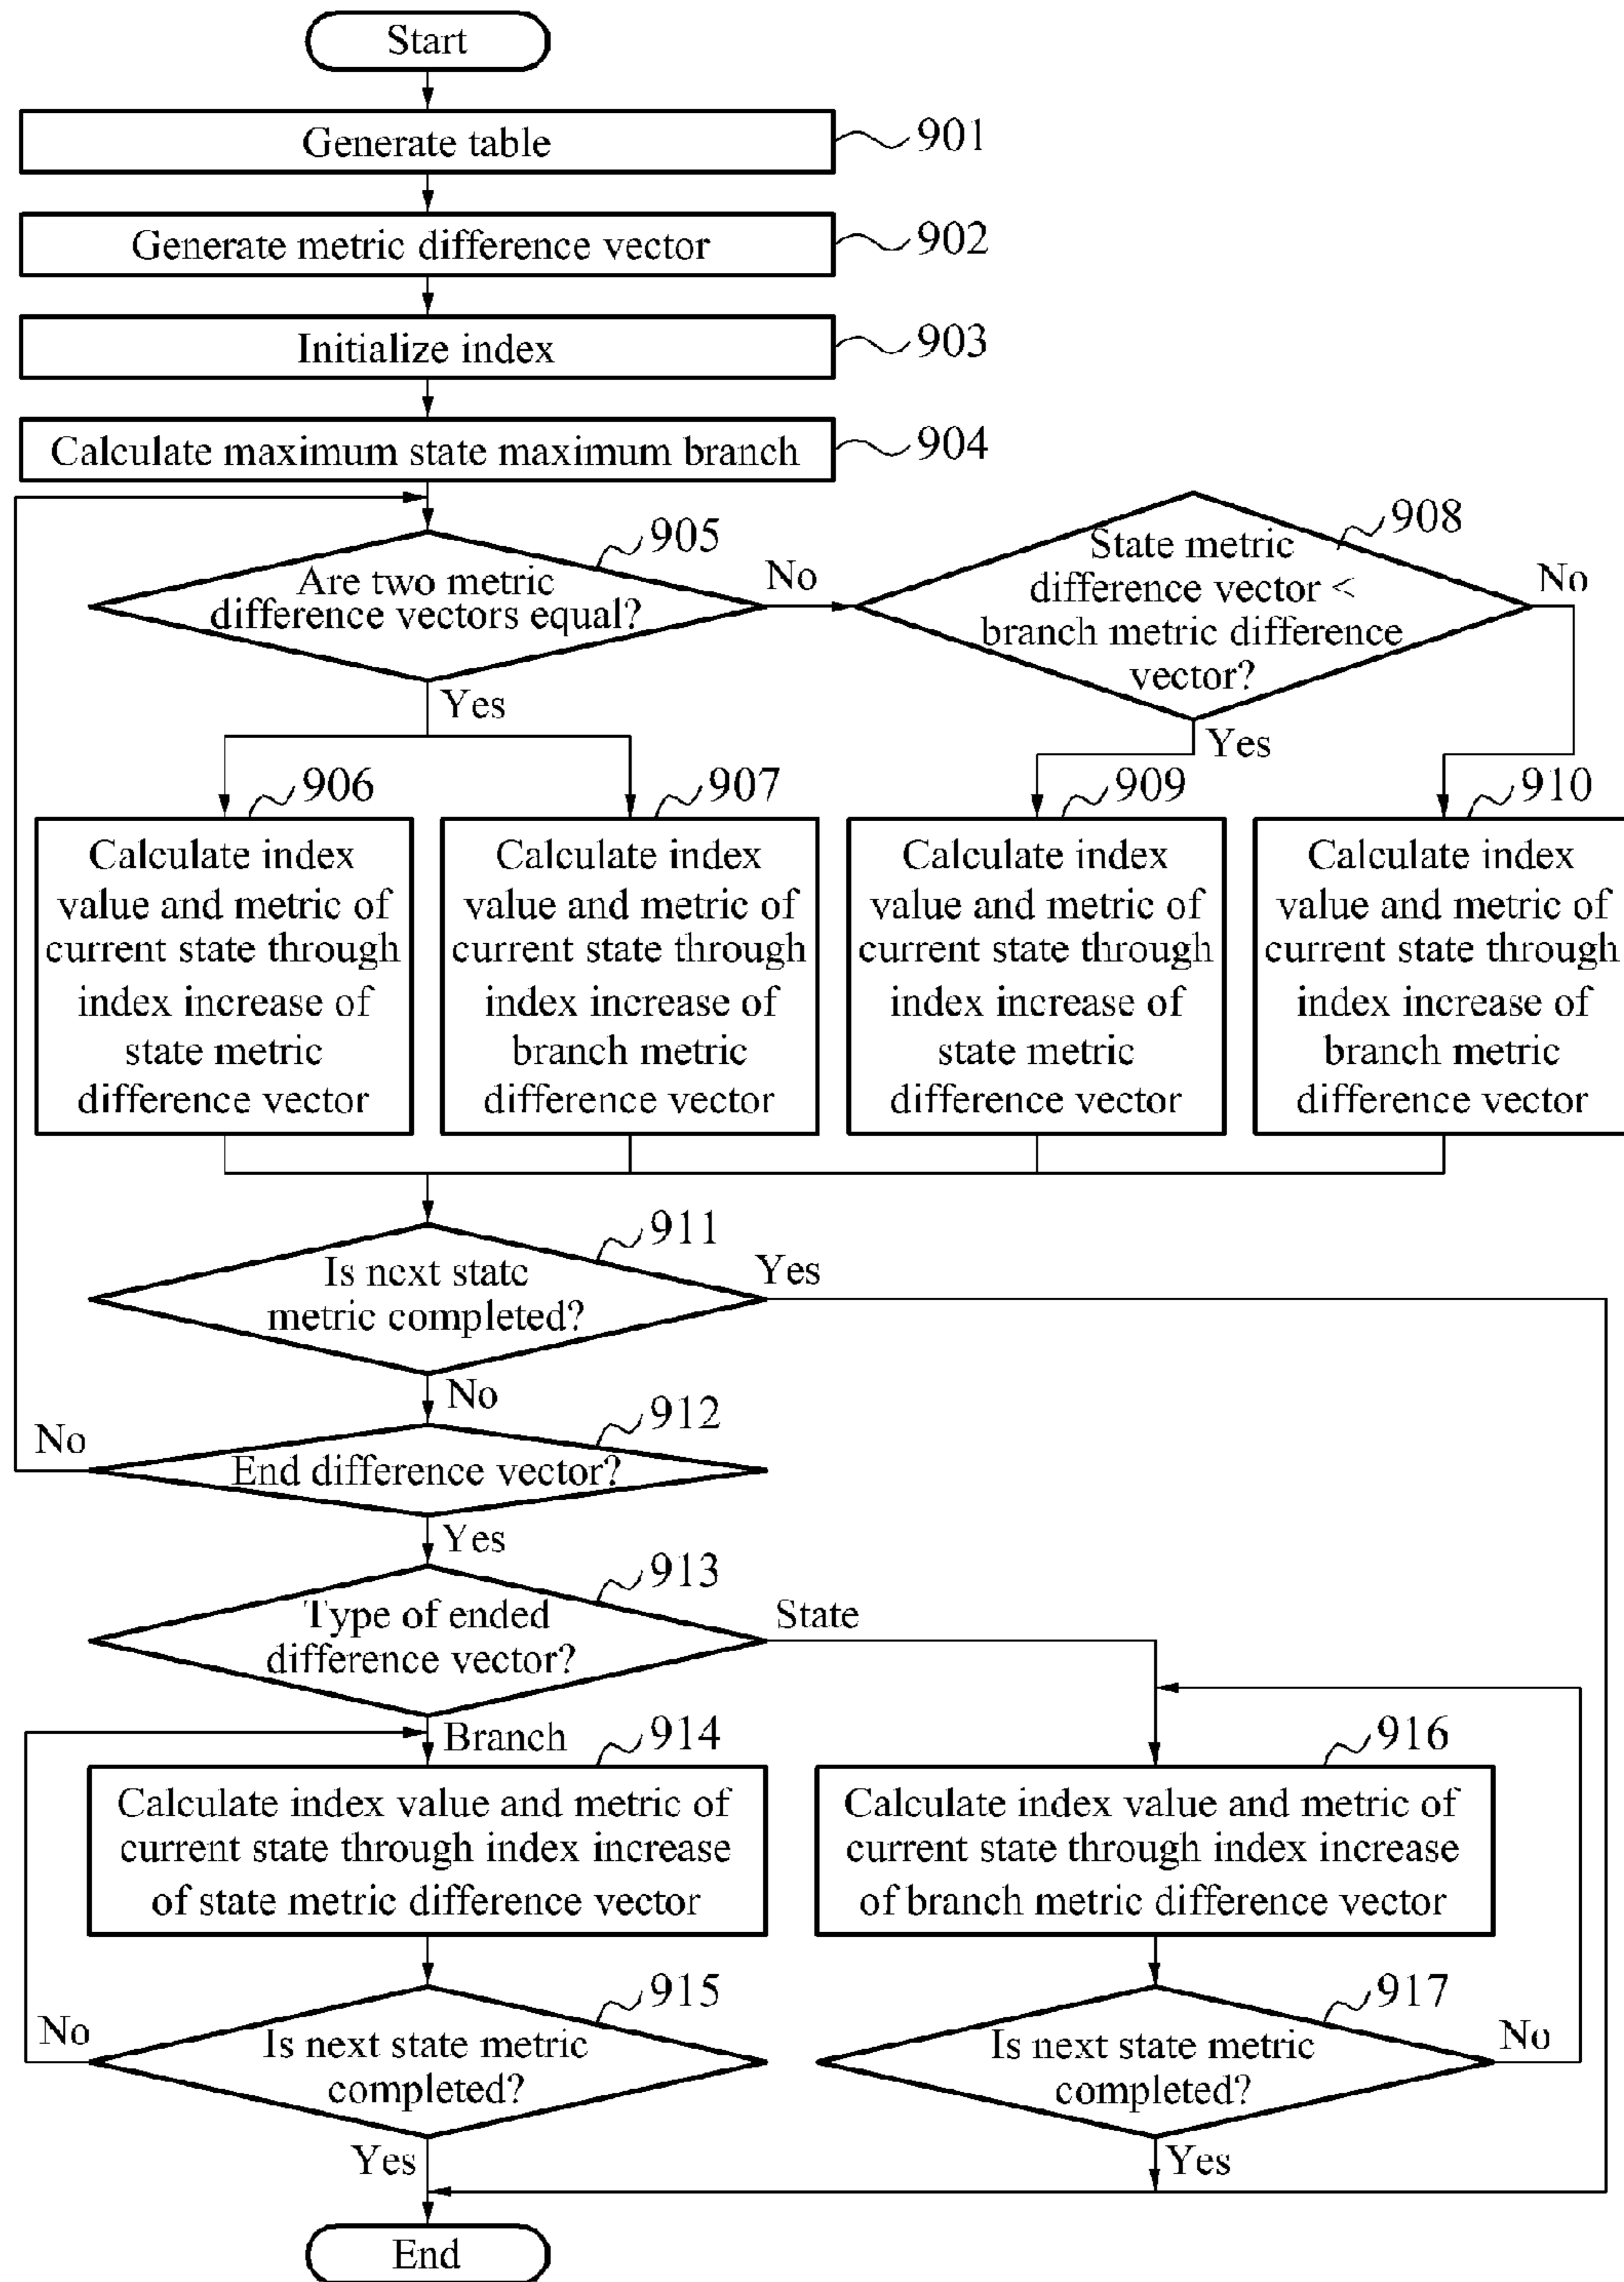 Start
Generate table
901
Generate metric difference vector
902
Initialize index
903
Calculate maximum state maximum branch
904
905
Are two metric
difference vectors equal?
No
Yes
908
State metric
difference vector <
branch metric difference
vector?
No
Yes
906
Calculate index
value and metric of
current state through
index increase of
state metric
difference vector
907
Calculate index
value and metric of
current state through
index increase of
branch metric
difference vector
909
Calculate index
value and metric of
current state through
index increase of
state metric
difference vector
910
Calculate index
value and metric of
current state through
index increase of
branch metric
difference vector
911
Is next state
metric completed?
Yes
No
912
End difference vector?
No
Yes
913
Type of ended
difference vector?
State
Branch
914
Calculate index value and metric of
current state through index increase
of state metric difference vector
915
Is next state metric
completed?
No
Yes
916
Calculate index value and metric of
current state through index increase
of branch metric difference vector
917
Is next state metric
completed?
No
Yes
End